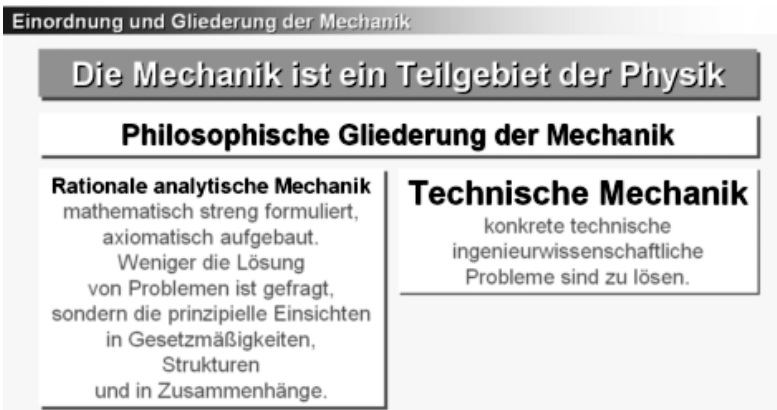 Einordnung und Gliederung der Mechanik
Die Mechanik ist ein Teilgebiet der Physik
Philosophische Gliederung der Mechanik
Rationale analytische Mechanik
mathematisch streng formuliert,
axiomatisch aufgebaut.
Weniger die Lösung
von Problemen ist gefragt,
sondern die prinzipielle Einsichten
in Gesetzmäßigkeiten,
Strukturen
und in Zusammenhänge.
Technische Mechanik
konkrete technische
ingenieurwissenschaftliche
Probleme sind zu lösen.